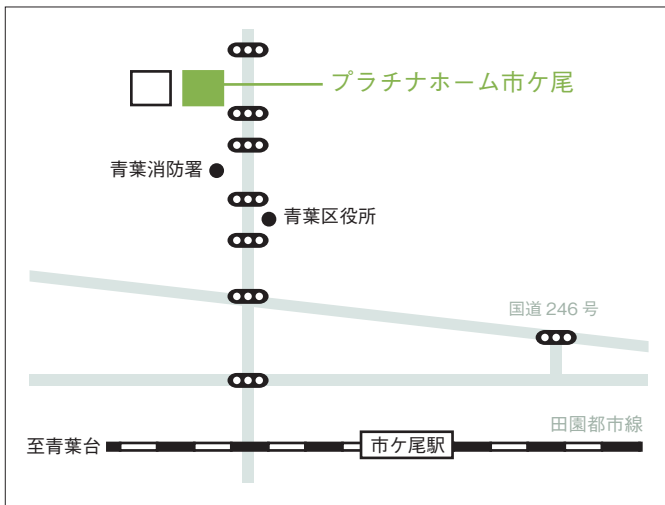 プラチナホーム市ケ尾
青葉消防署
青葉区役所
国道 246 号
田園都市線
至青葉台
市ケ尾駅